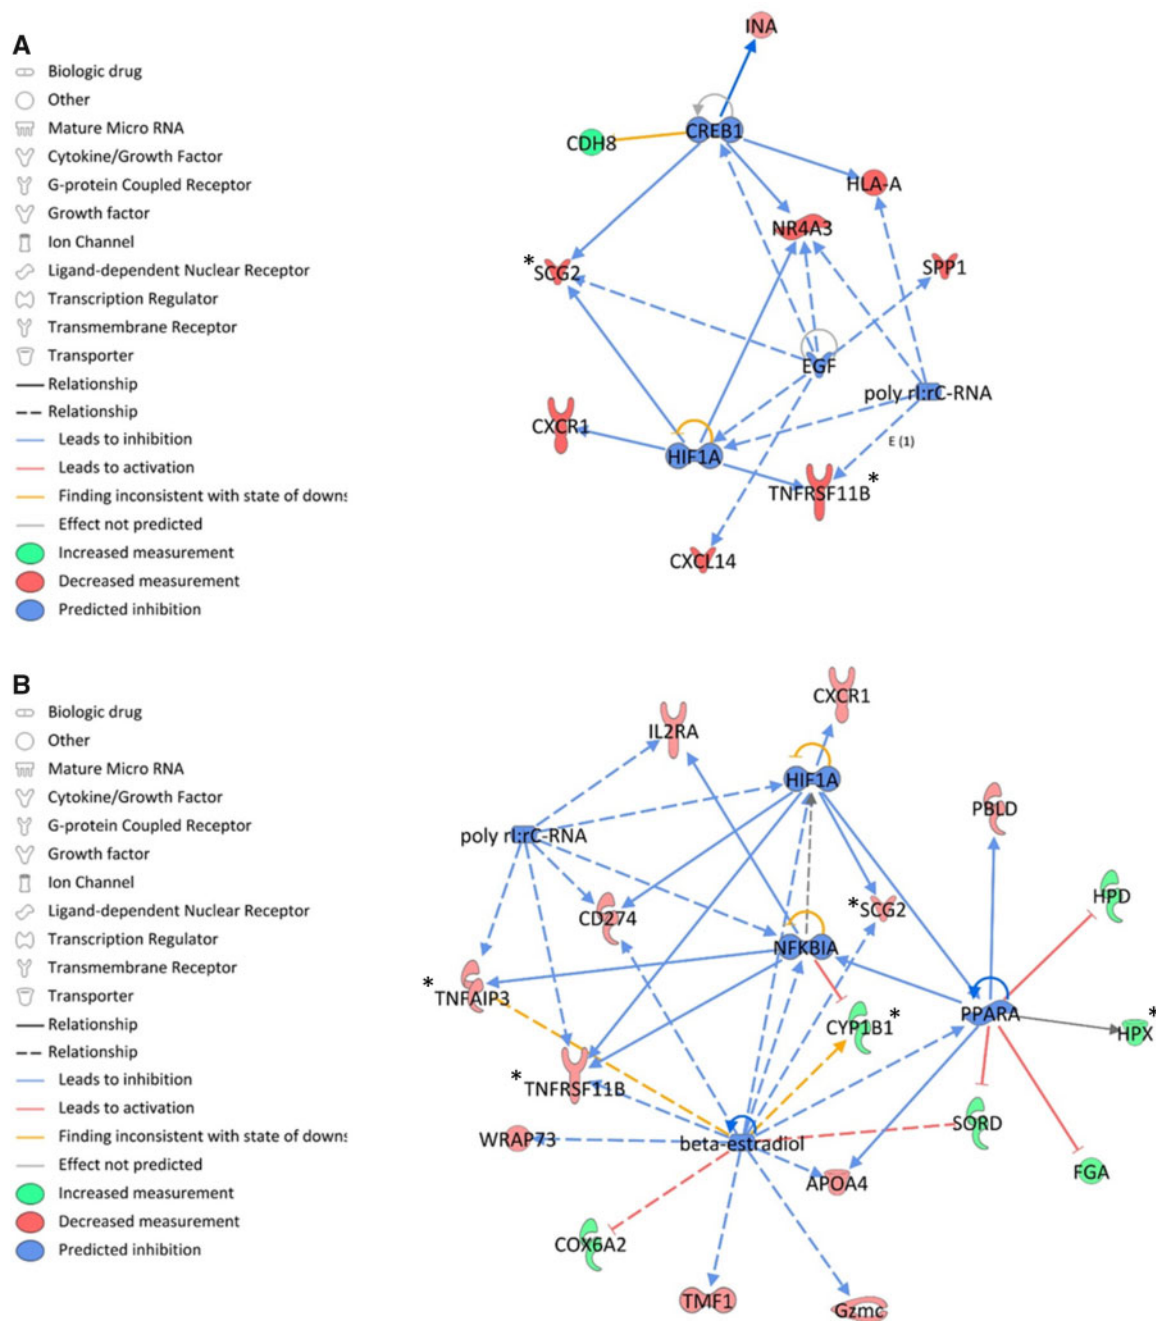 A
Biologic drug
Other
Mature Micro RNA
Cytokine/Growth Factor
G-protein Coupled Receptor
Growth factor
Ion Channel
Ligand-dependent Nuclear Receptor
Transcription Regulator
Transmembrane Receptor
Transporter
Relationship
Relationship
Leads to inhibition
Leads to activation
Finding inconsistent with state of downs
Effect not predicted
Increased measurement
Decreased measurement
Predicted inhibition
INA
CREB1
CDH8
HLA-A
NR4A3
* SCG2
SPP1
EGF
poly rI:rC-RNA
CXCR1
E (1)
HIF1A
TNFRSF11B *
CXCL14
B
Biologic drug
Other
Mature Micro RNA
Cytokine/Growth Factor
G-protein Coupled Receptor
Growth factor
Ion Channel
Ligand-dependent Nuclear Receptor
Transcription Regulator
Transmembrane Receptor
Transporter
Relationship
Relationship
Leads to inhibition
Leads to activation
Finding inconsistent with state of downs
Effect not predicted
Increased measurement
Decreased measurement
Predicted inhibition
CXCR1
IL2RA
HIF1A
PBLD
poly rI:rC-RNA
HPD
* SCG2
CD274
NFKBIA
* TNFAIP3
PPARA
CYP1B1 *
HPX *
* TNFRSF11B
SORD
WRAP73
beta-estradiol
FGA
APOA4
COX6A2
TMF1
Gzmc